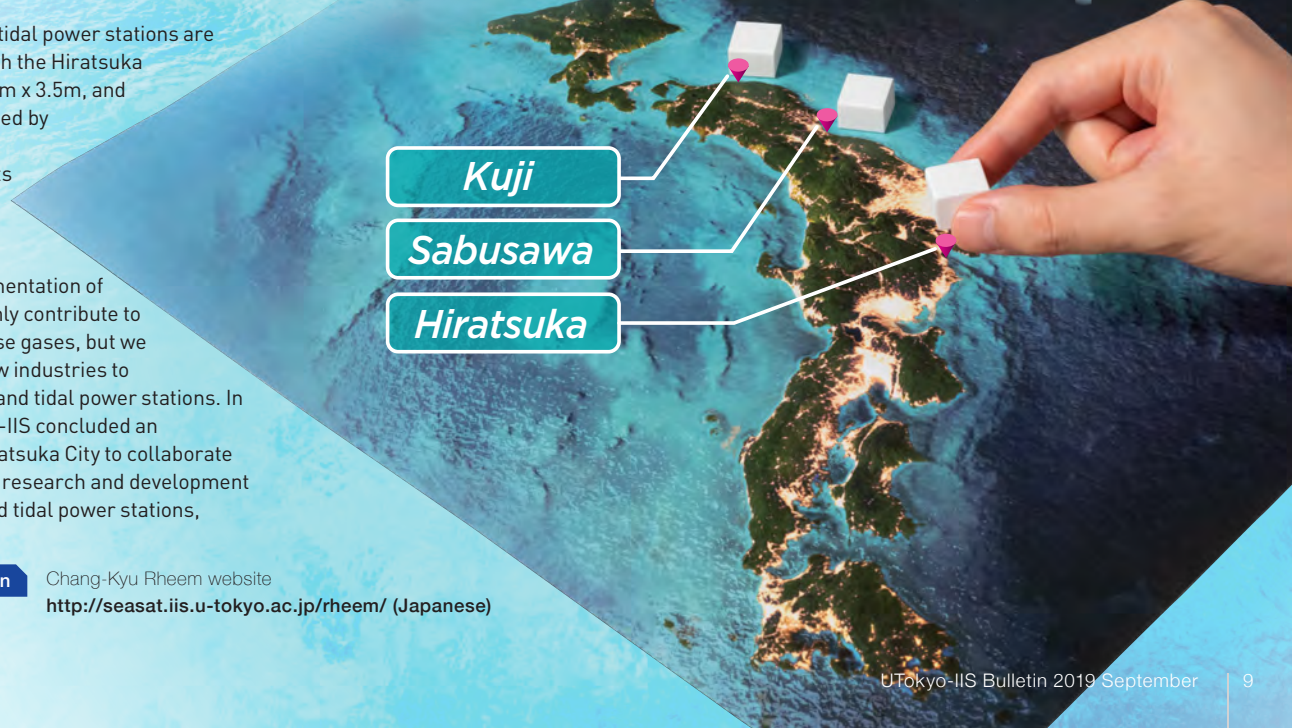 tidal power stations are
h the Hiratsuka
m x 3.5m, and
ed by
s
entation of
ly contribute to
se gases, but we
w industries to
and tidal power stations. In
-IIS concluded an
atsuka City to collaborate
research and development
d tidal power stations,
Kuji
Sabusawa
Hiratsuka
n
Chang-Kyu Rheem website
http://seasat.iis.u-tokyo.ac.jp/rheem/ (Japanese)
UTokyo-IIS Bulletin 2019 September 9